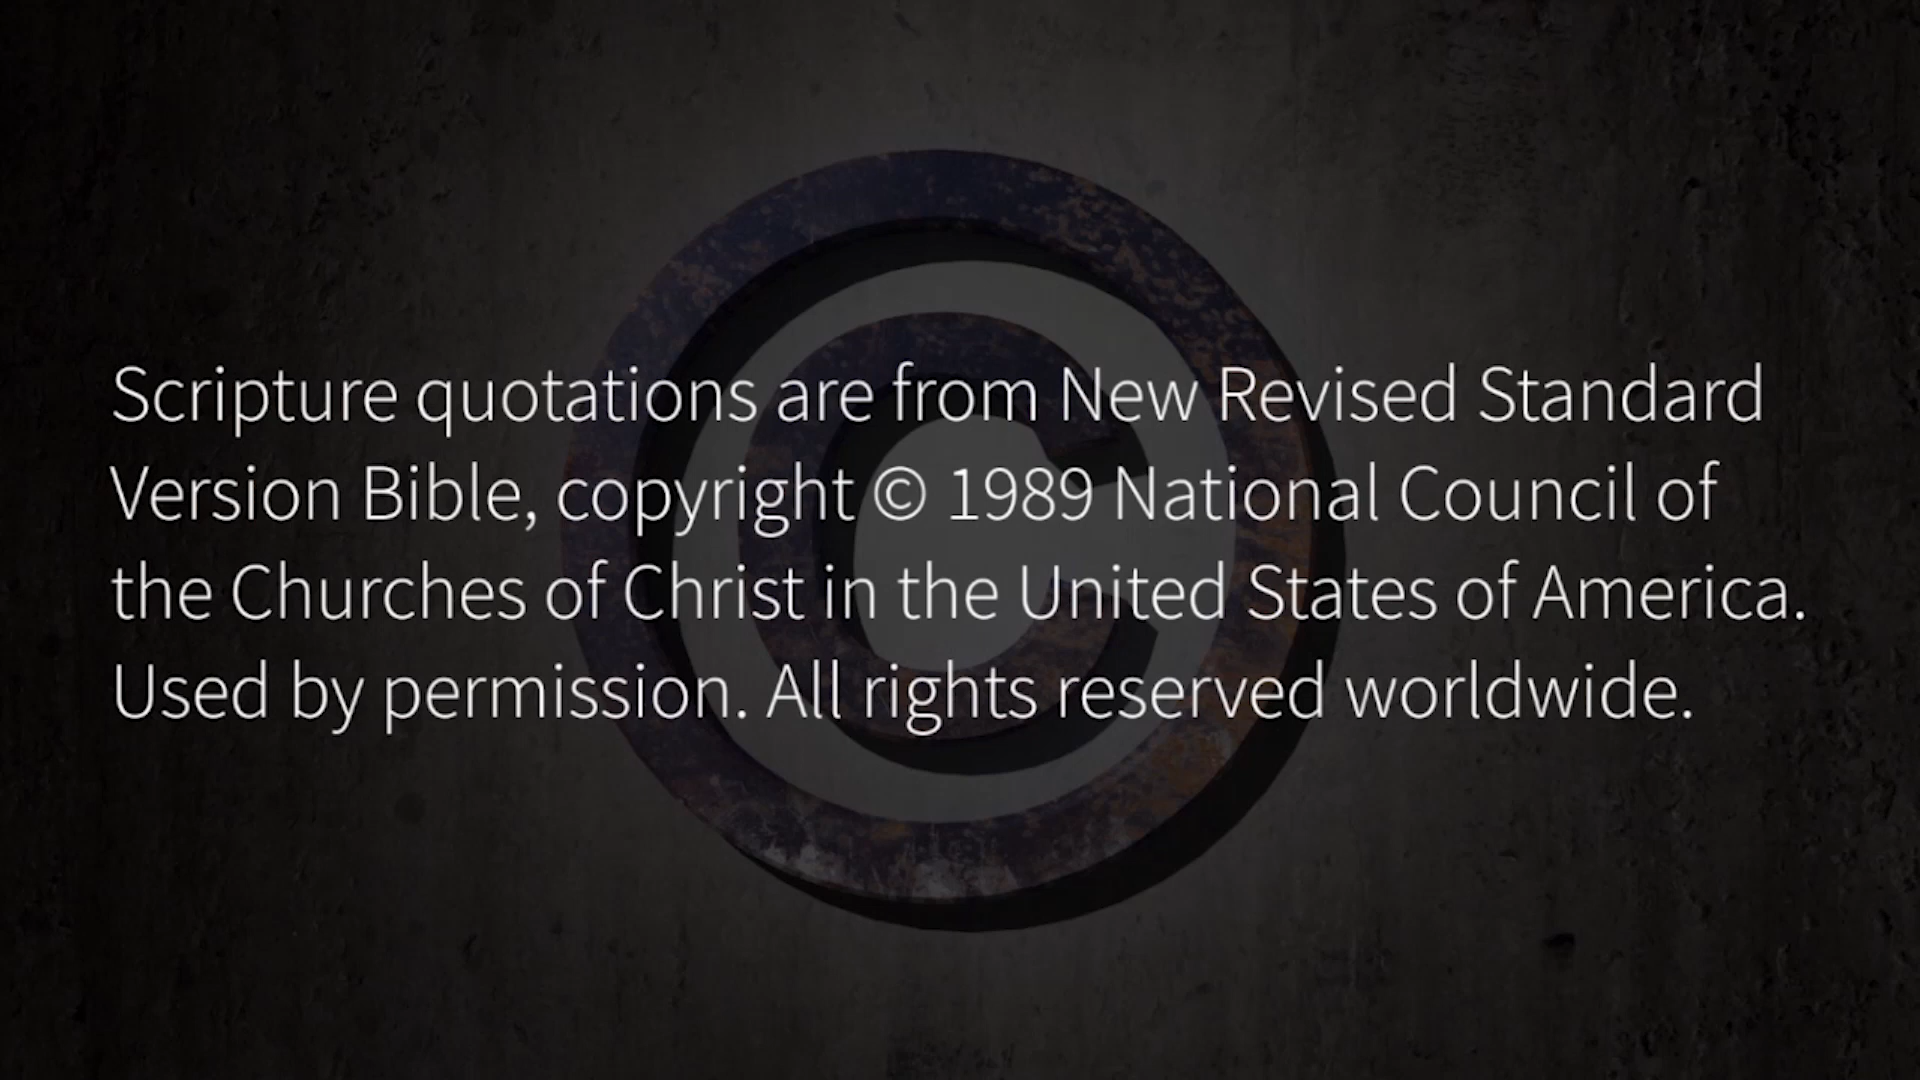 Scripture quotations are from New Revised Standard
Version Bible, copyright © 1989 National Council of
the Churches of Christ in the United States of America.
Used by permission. All rights reserved worldwide.